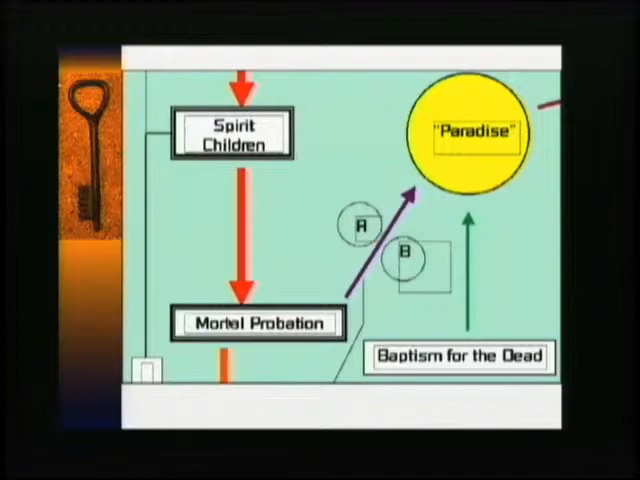 Spirit
Children
"Paradise"
A
B
Mortal Probation
Baptism for the Dead